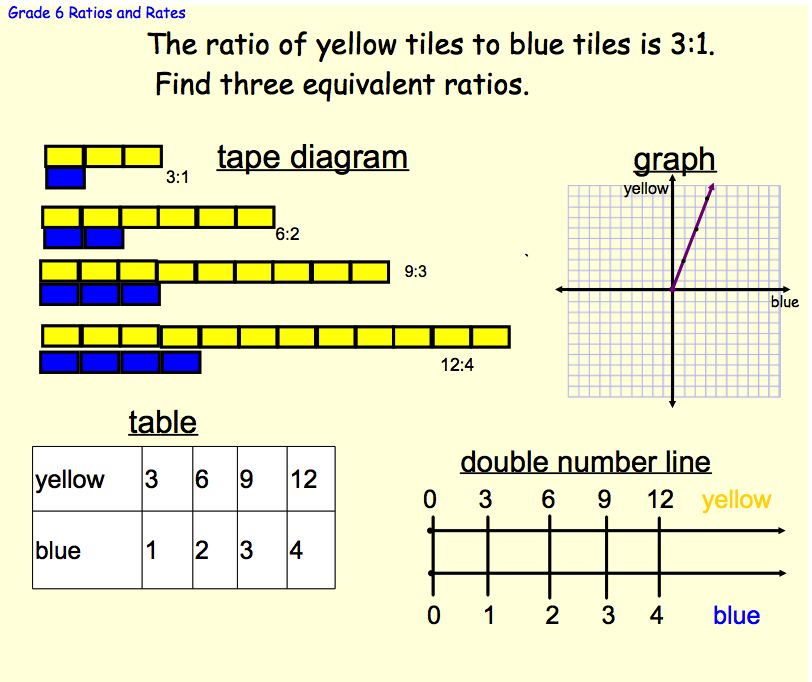 Grade 6 Ratios and Rates
The ratio of yellow tiles to blue tiles is 3:1.
Find three equivalent ratios.
tape diagram
3:1
6:2
9:3
12:4
graph
yellow
blue
table
yellow 3 6 9 12
blue 1 2 3 4
double number line
0 3 6 9 12 yellow
0 1 2 3 4 blue